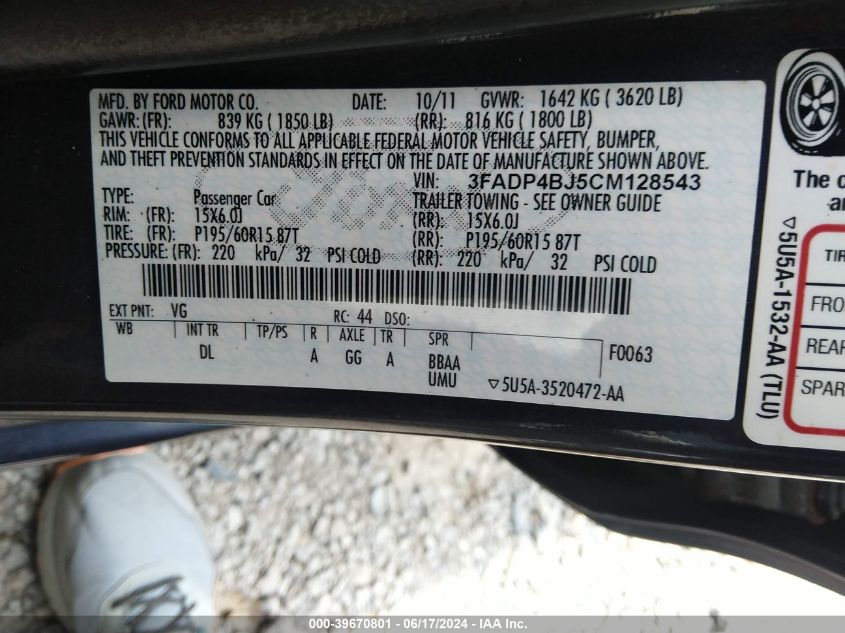 MFD. BY FORD MOTOR CO. DATE: 10/11 GVWR: 1642 KG ( 3620 LB)
GAWR:(FR): 839 KG ( 1850 LB) (RR): 816 KG ( 1800 LB)
THIS VEHICLE CONFORMS TO ALL APPLICABLE FEDERAL MOTOR VEHICLE SAFETY, BUMPER,
AND THEFT PREVENTION STANDARDS IN EFFECT ON THE DATE OF MANUFACTURE SHOWN ABOVE.
VIN: 3FADP4BJ5CM128543
TYPE: Passenger Car TRAILER TOWING - SEE OWNER GUIDE
RIM: (FR): 15X6.0J (RR): 15X6.0J
TIRE: (FR): P195/60R15 87T (RR): P195/60R15 87T
PRESSURE: (FR): 220 kPa/ 32 PSI COLD (RR): 220 kPa/ 32 PSI COLD
EXT PNT: VG RC: 44 DSO:
WB INT TR TP/PS R AXLE TR SPR F0063
DL A GG A BBAA
UMU ▽5U5A-3520472-AA
The c
a
▽5U5A-1532-AA (TLU)
TIR
FRO
REAR
SPAR
000-39670801 - 06/17/2024 - IAA Inc.